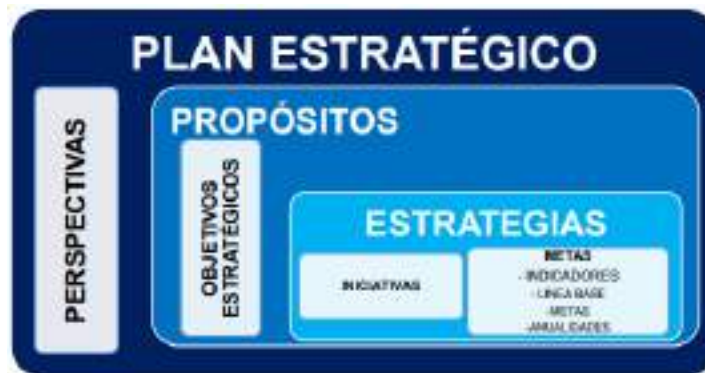 PLAN ESTRATÉGICO
PERSPECTIVAS
PROPÓSITOS
OBJETIVOS
ESTRATÉGICOS
ESTRATEGIAS
INICIATIVAS
METAS
- INDICADORES
- LINEA BASE
-METAS
-ANUALIDADES